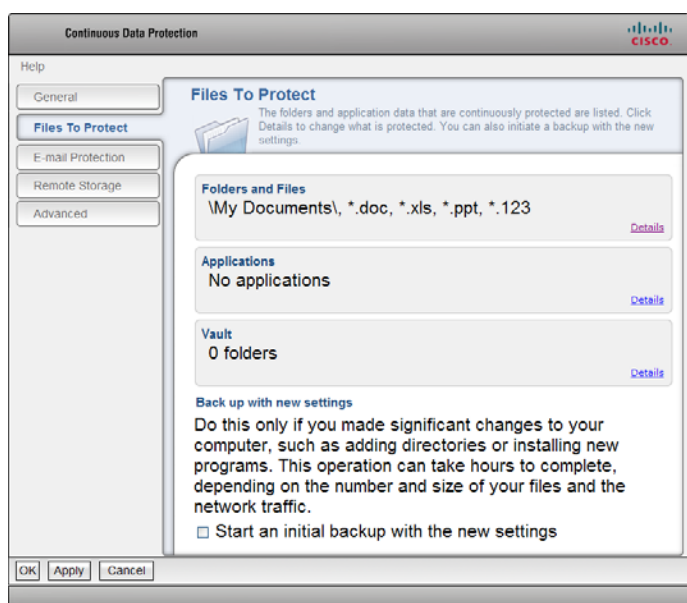 Continuous Data Protection
CISCO
Help
General
Files To Protect
E-mail Protection
Remote Storage
Advanced
Files To Protect
The folders and application data that are continuously protected are listed. Click
Details to change what is protected. You can also initiate a backup with the new
settings.
Folders and Files
\My Documents\, *.doc, *.xls, *.ppt, *.123
Details
Applications
No applications
Details
Vault
0 folders
Details
Back up with new settings
Do this only if you made significant changes to your
computer, such as adding directories or installing new
programs. This operation can take hours to complete,
depending on the number and size of your files and the
network traffic.
Start an initial backup with the new settings
OK
Apply
Cancel